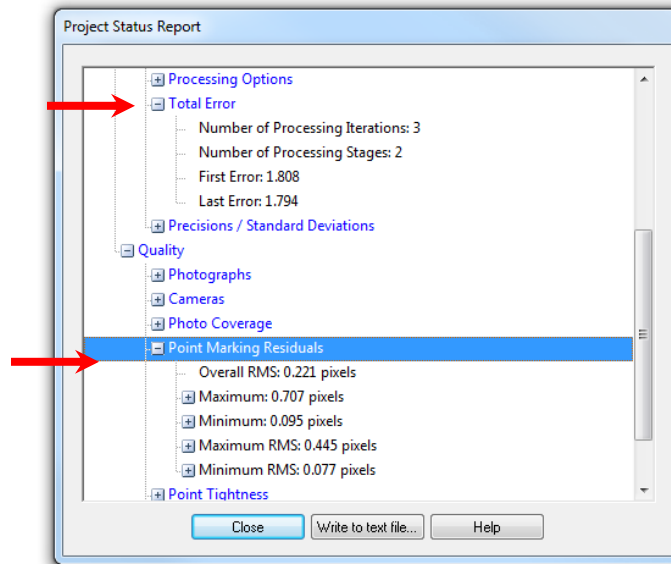 Project Status Report
Processing Options
Total Error
Number of Processing Iterations: 3
Number of Processing Stages: 2
First Error: 1.808
Last Error: 1.794
Precisions / Standard Deviations
Quality
Photographs
Cameras
Photo Coverage
Point Marking Residuals
Overall RMS: 0.221 pixels
Maximum: 0.707 pixels
Minimum: 0.095 pixels
Maximum RMS: 0.445 pixels
Minimum RMS: 0.077 pixels
Point Tightness
Close Write to text file... Help